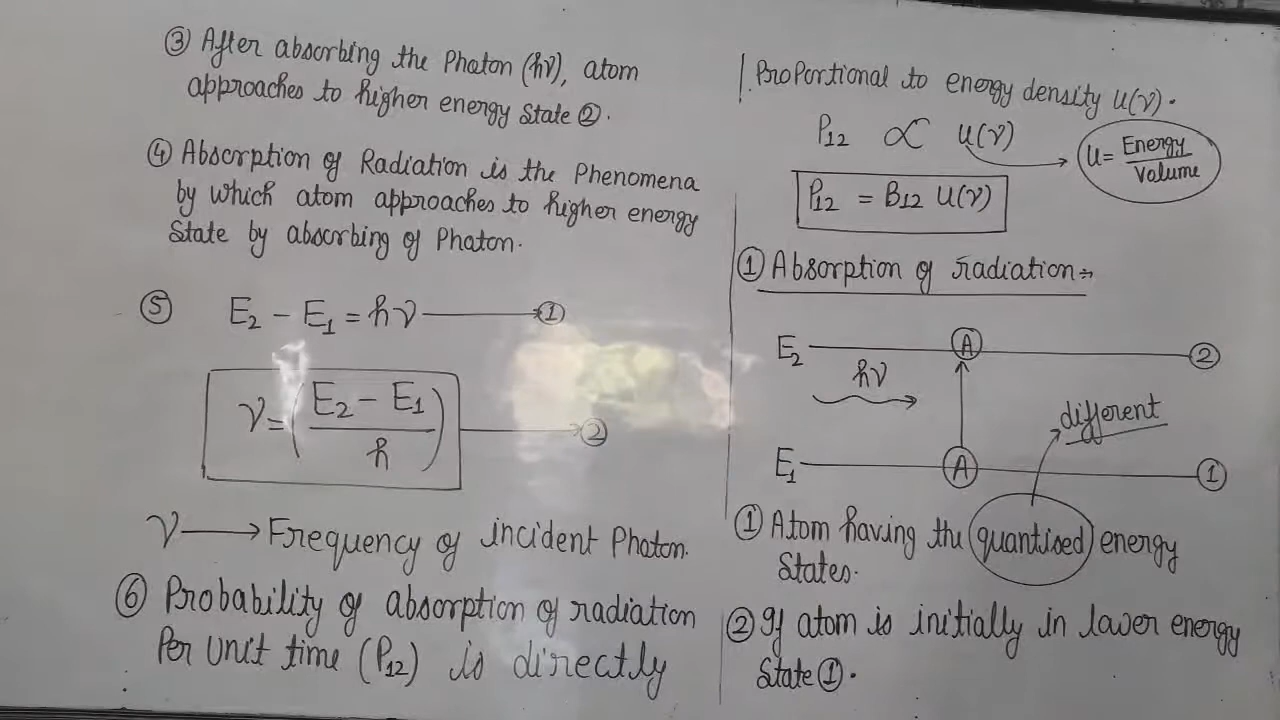 ③ After absorbing the Photon (hν), atom
approaches to higher energy State ②.
④ Absorption of Radiation is the Phenomena
by which atom approaches to higher energy
State by absorbing of Photon.
⑤ E₂ - E₁ = hν ⟶ ①
ν = (E₂ - E₁ / h) ⟶ ②
ν ⟶ Frequency of incident Photon.
⑥ Probability of absorption of radiation
Per unit time (P₁₂) is directly
Proportional to energy density u(ν).
P₁₂ ∝ u(ν) ⟶ u = Energy / Volume
P₁₂ = B₁₂ u(ν)
① Absorption of radiation:-
E₂ A ②
hν
different
E₁ A ①
① Atom having the quantised energy
States.
② If atom is initially in lower energy
State ①.